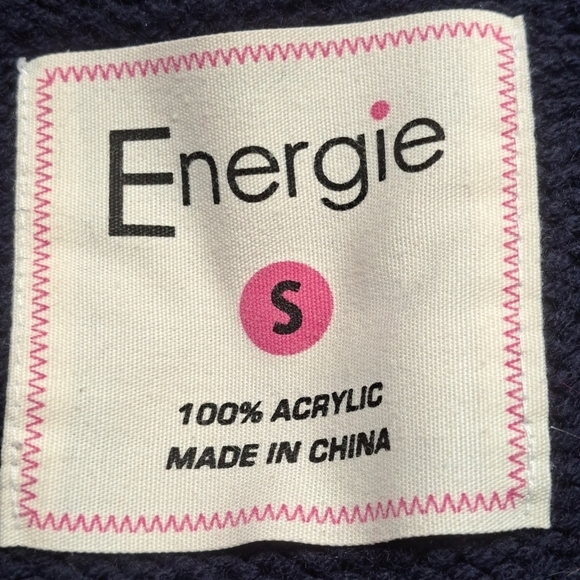 Energie
S
100% ACRYLIC
MADE IN CHINA